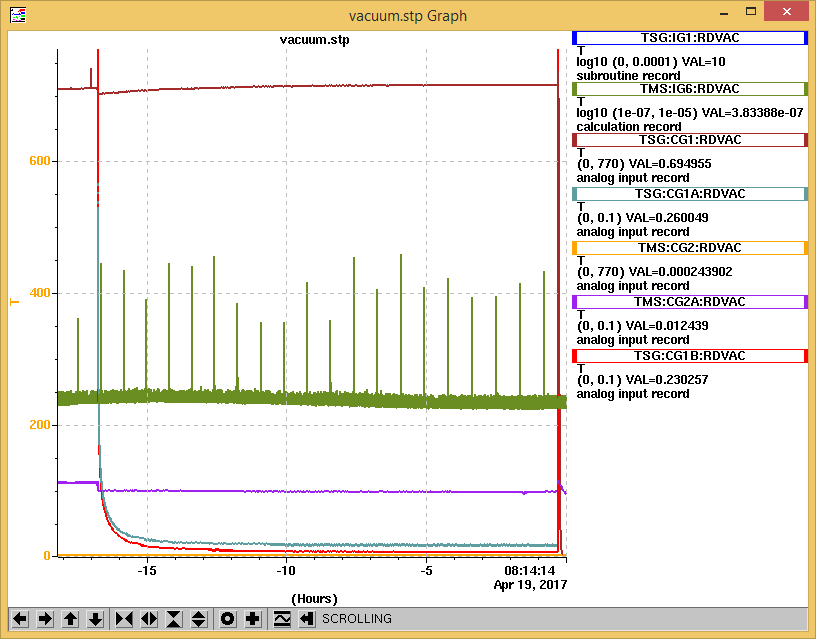 vacuum.stp Graph
vacuum.stp
600
400
200
0
T
-15
-10
-5
08:14:14
Apr 19, 2017
(Hours)
TSG:IG1:RDVAC
T
log10 (0, 0.0001) VAL=10
subroutine record
TMS:IG6:RDVAC
T
log10 (1e-07, 1e-05) VAL=3.83388e-07
calculation record
TSG:CG1:RDVAC
T
(0, 770) VAL=0.694955
analog input record
TSG:CG1A:RDVAC
T
(0, 0.1) VAL=0.260049
analog input record
TMS:CG2:RDVAC
T
(0, 770) VAL=0.000243902
analog input record
TMS:CG2A:RDVAC
T
(0, 0.1) VAL=0.012439
analog input record
TSG:CG1B:RDVAC
T
(0, 0.1) VAL=0.230257
analog input record
SCROLLING